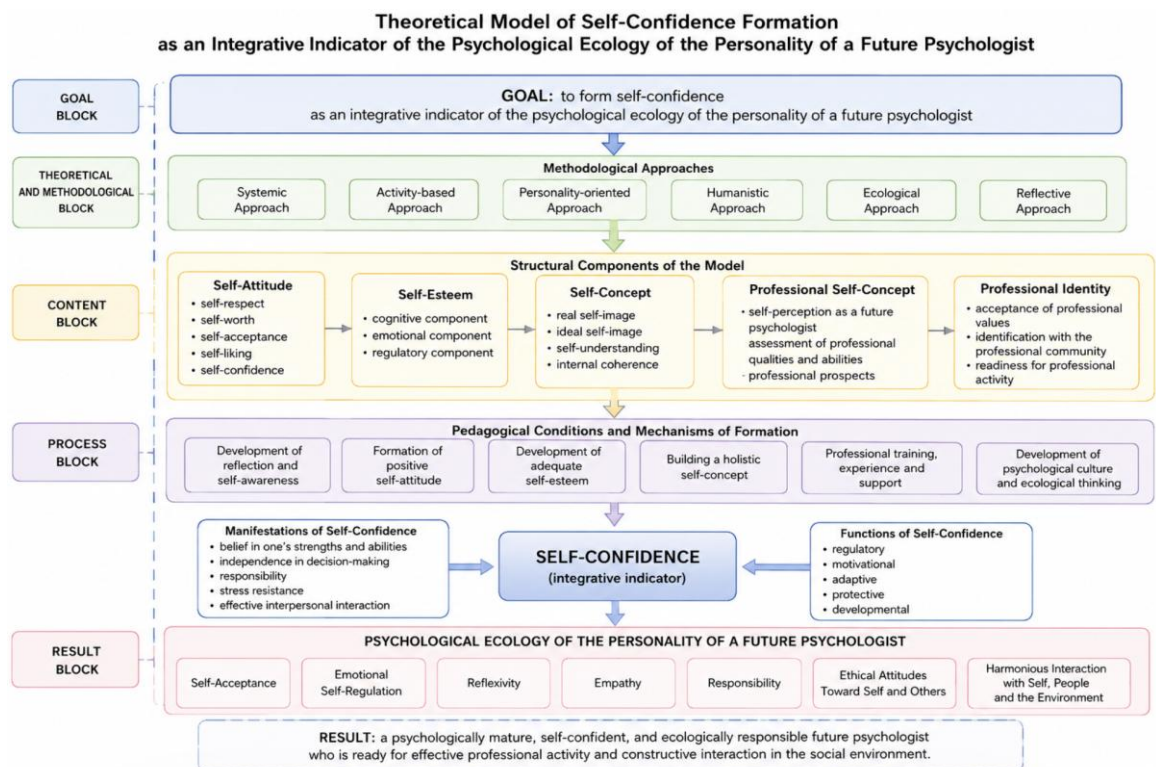 Theoretical Model of Self-Confidence Formation
as an Integrative Indicator of the Psychological Ecology of the Personality of a Future Psychologist
GOAL
BLOCK
GOAL: to form self-confidence
as an integrative indicator of the psychological ecology of the personality of a future psychologist
THEORETICAL
AND METHODOLOGICAL
BLOCK
Methodological Approaches
Systemic
Approach
Activity-based
Approach
Personality-oriented
Approach
Humanistic
Approach
Ecological
Approach
Reflective
Approach
CONTENT
BLOCK
Structural Components of the Model
Self-Attitude
• self-respect
• self-worth
• self-acceptance
• self-liking
• self-confidence
Self-Esteem
• cognitive component
• emotional component
• regulatory component
Self-Concept
• real self-image
• ideal self-image
• self-understanding
• internal coherence
Professional Self-Concept
• self-perception as a future
psychologist
assessment of professional
qualities and abilities
- professional prospects
Professional Identity
• acceptance of professional
values
• identification with the
professional community
• readiness for professional
activity
PROCESS
BLOCK
Pedagogical Conditions and Mechanisms of Formation
Development of
reflection and
self-awareness
Formation of
positive
self-attitude
Development of
adequate
self-esteem
Building a holistic
self-concept
Professional training,
experience and
support
Development of
psychological culture
and ecological thinking
Manifestations of Self-Confidence
• belief in one's strengths and abilities
• independence in decision-making
• responsibility
• stress resistance
• effective interpersonal interaction
SELF-CONFIDENCE
(integrative indicator)
Functions of Self-Confidence
• regulatory
• motivational
• adaptive
• protective
• developmental
RESULT
BLOCK
PSYCHOLOGICAL ECOLOGY OF THE PERSONALITY OF A FUTURE PSYCHOLOGIST
Self-Acceptance
Emotional
Self-Regulation
Reflexivity
Empathy
Responsibility
Ethical Attitudes
Toward Self and Others
Harmonious Interaction
with Self, People
and the Environment
RESULT: a psychologically mature, self-confident, and ecologically responsible future psychologist
who is ready for effective professional activity and constructive interaction in the social environment.